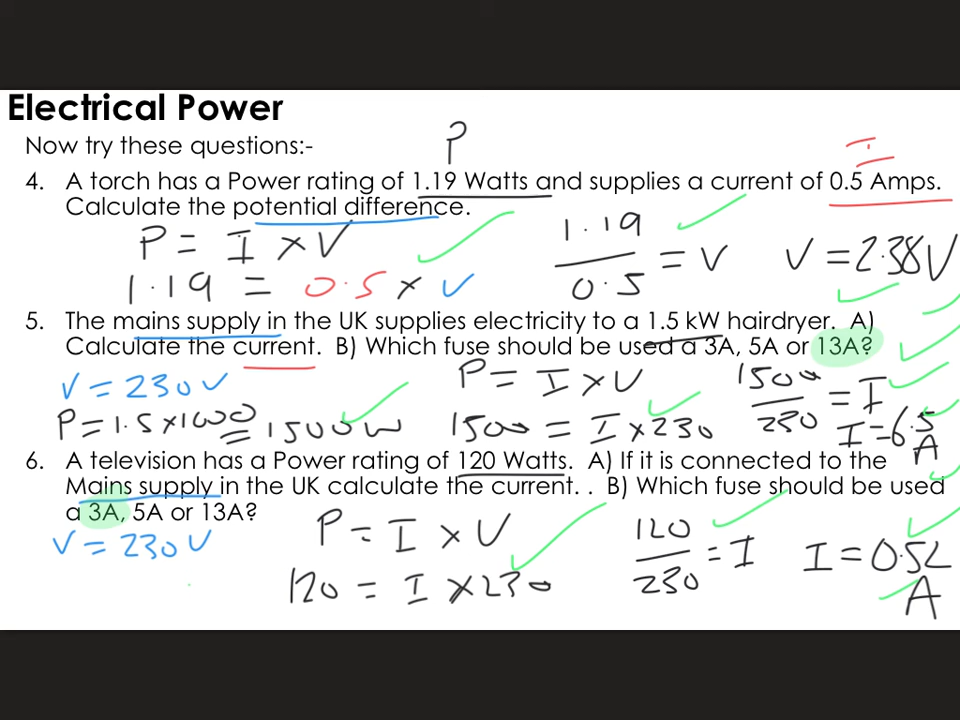 Electrical Power
Now try these questions:-
P
I
4. A torch has a Power rating of 1.19 Watts and supplies a current of 0.5 Amps.
Calculate the potential difference.
P = I x V
1.19 = 0.5 x V
1.19
0.5
= V
V = 2.38V
5. The mains supply in the UK supplies electricity to a 1.5 kW hairdryer. A)
Calculate the current. B) Which fuse should be used a 3A, 5A or 13A?
V = 230 V
P = 1.5 x 1000
= 1500 W
P = I x V
1500 = I x 230
1500
230
= I
I = 6.5
A
6. A television has a Power rating of 120 Watts. A) If it is connected to the
Mains supply in the UK calculate the current. . B) Which fuse should be used
a 3A, 5A or 13A?
V = 230 V
P = I x V
120 = I x 230
120
230
= I
I = 0.52
A